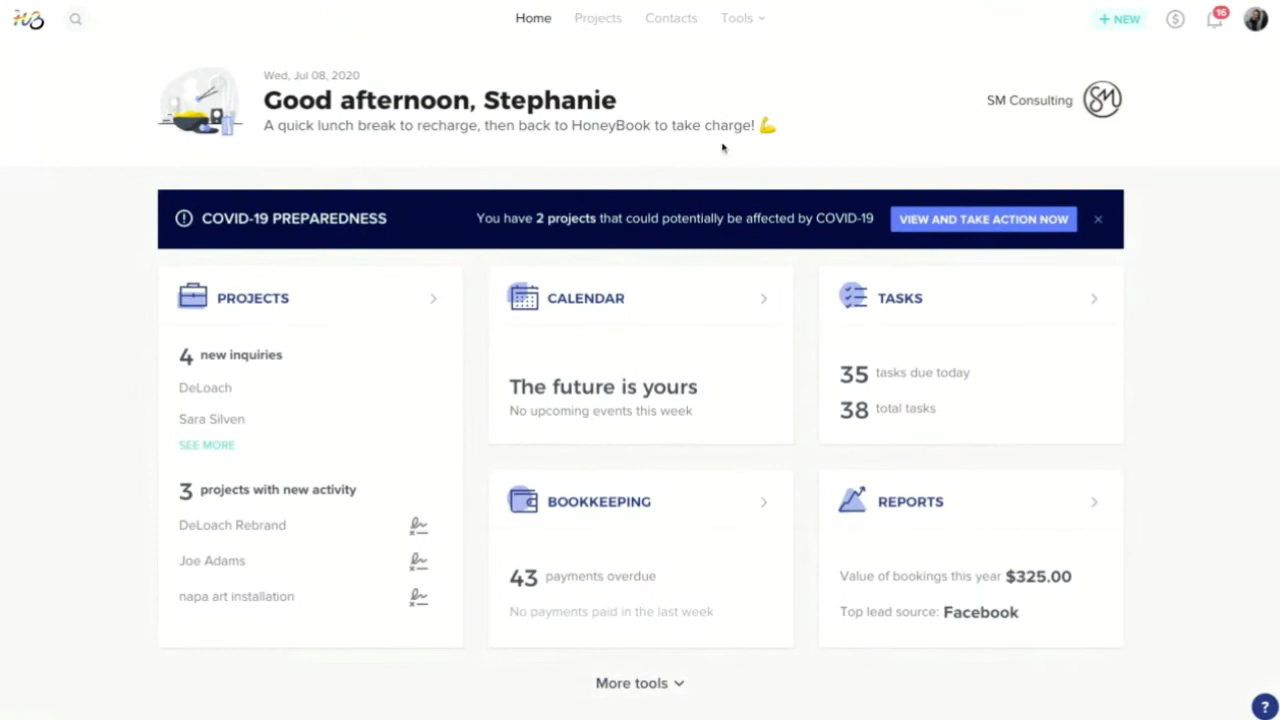 HB
Home Projects Contacts Tools
+ NEW
$
16
Wed, Jul 08, 2020
Good afternoon, Stephanie
A quick lunch break to recharge, then back to HoneyBook to take charge! 💪
SM Consulting
SM
COVID-19 PREPAREDNESS
You have 2 projects that could potentially be affected by COVID-19
VIEW AND TAKE ACTION NOW
×
PROJECTS
4 new inquiries
DeLoach
Sara Silven
SEE MORE
3 projects with new activity
DeLoach Rebrand
Joe Adams
napa art installation
CALENDAR
The future is yours
No upcoming events this week
TASKS
35 tasks due today
38 total tasks
BOOKKEEPING
43 payments overdue
No payments paid in the last week
REPORTS
Value of bookings this year $325.00
Top lead source: Facebook
More tools
?